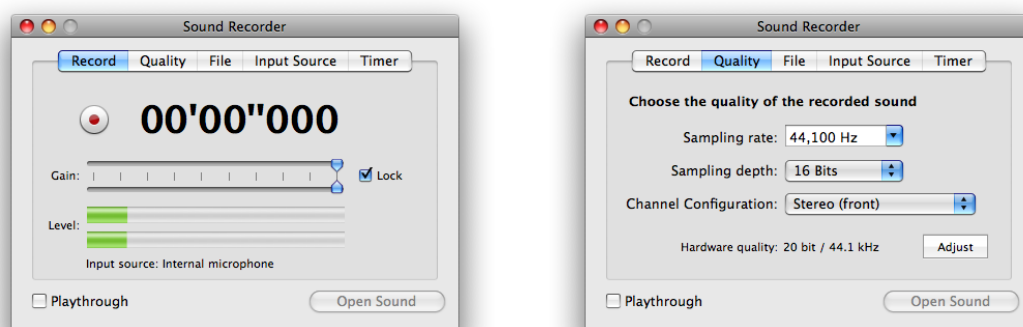 Sound Recorder
Record Quality File Input Source Timer
00'00"000
Gain: Lock
Level:
Input source: Internal microphone
Playthrough Open Sound
Sound Recorder
Record Quality File Input Source Timer
Choose the quality of the recorded sound
Sampling rate: 44,100 Hz
Sampling depth: 16 Bits
Channel Configuration: Stereo (front)
Hardware quality: 20 bit / 44.1 kHz Adjust
Playthrough Open Sound